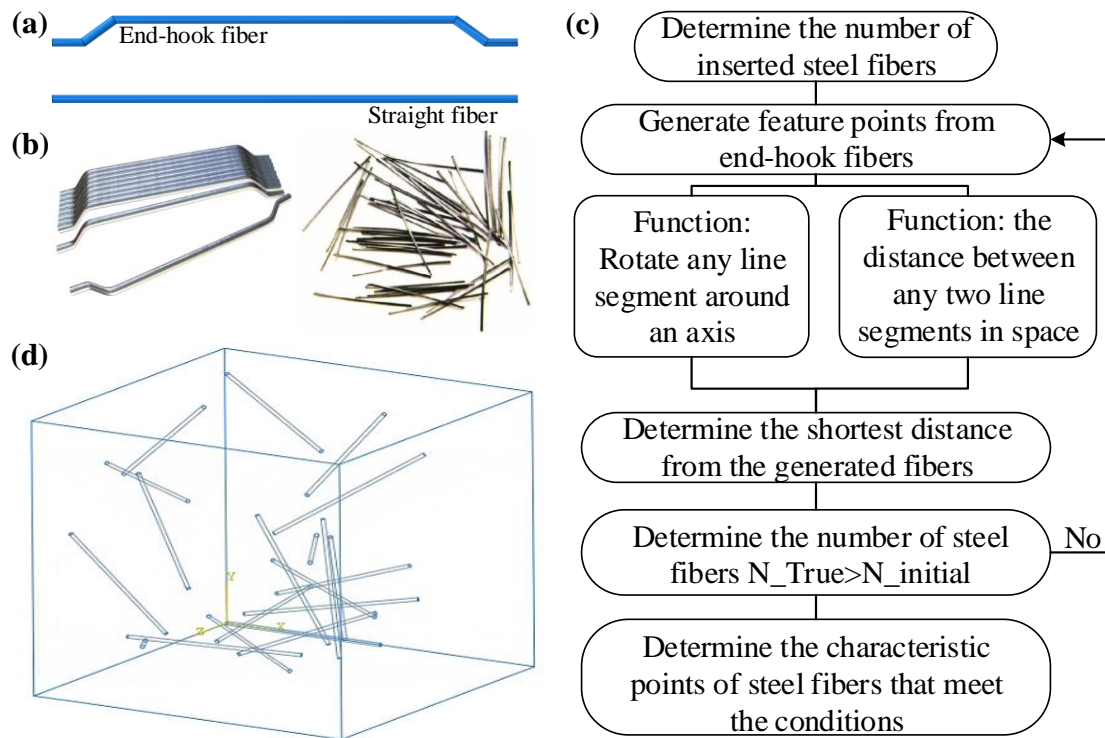 (a)
End-hook fiber
Straight fiber
(b)
(c)
Determine the number of
inserted steel fibers
Generate feature points from
end-hook fibers
Function:
Rotate any line
segment around
an axis
Function: the
distance between
any two line
segments in space
Determine the shortest distance
from the generated fibers
Determine the number of steel
fibers N_True>N_initial
No
Determine the characteristic
points of steel fibers that meet
the conditions
(d)
Y
Z
X